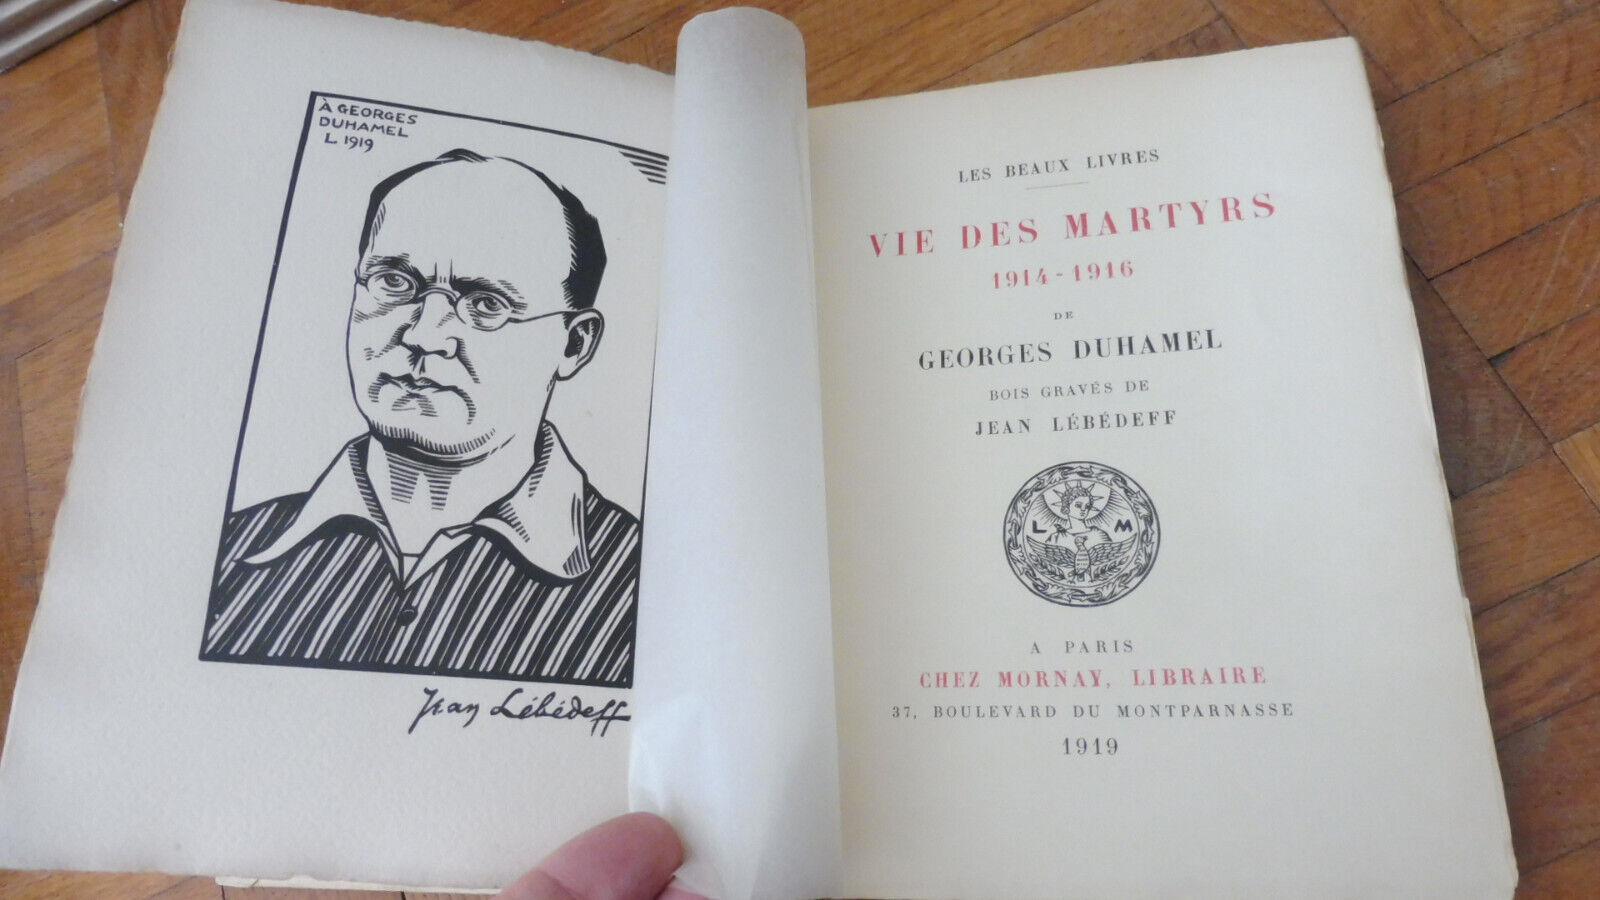 À GEORGES
DUHAMEL
L. 1919
Jean Lébédeff
LES BEAUX LIVRES
VIE DES MARTYRS
1914-1916
DE
GEORGES DUHAMEL
BOIS GRAVÉS DE
JEAN LÉBÉDEFF
L M
A PARIS
CHEZ MORNAY, LIBRAIRE
37, BOULEVARD DU MONTPARNASSE
1919